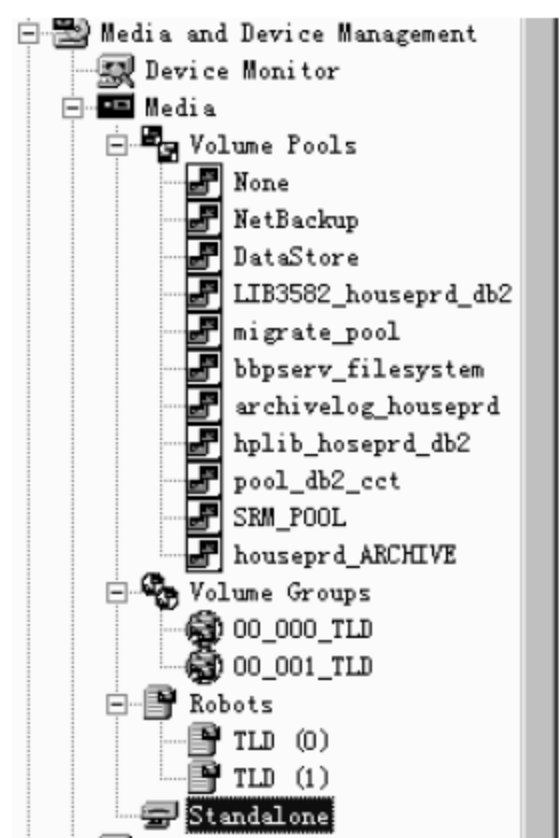 Media and Device Management
Device Monitor
Media
Volume Pools
None
NetBackup
DataStore
LIB3582_houseprd_db2
migrate_pool
bbpserv_filesystem
archivelog_houseprd
hplib_hoseprd_db2
pool_db2_cct
SRM_POOL
houseprd_ARCHIVE
Volume Groups
00_000_TLD
00_001_TLD
Robots
TLD (0)
TLD (1)
Standalone